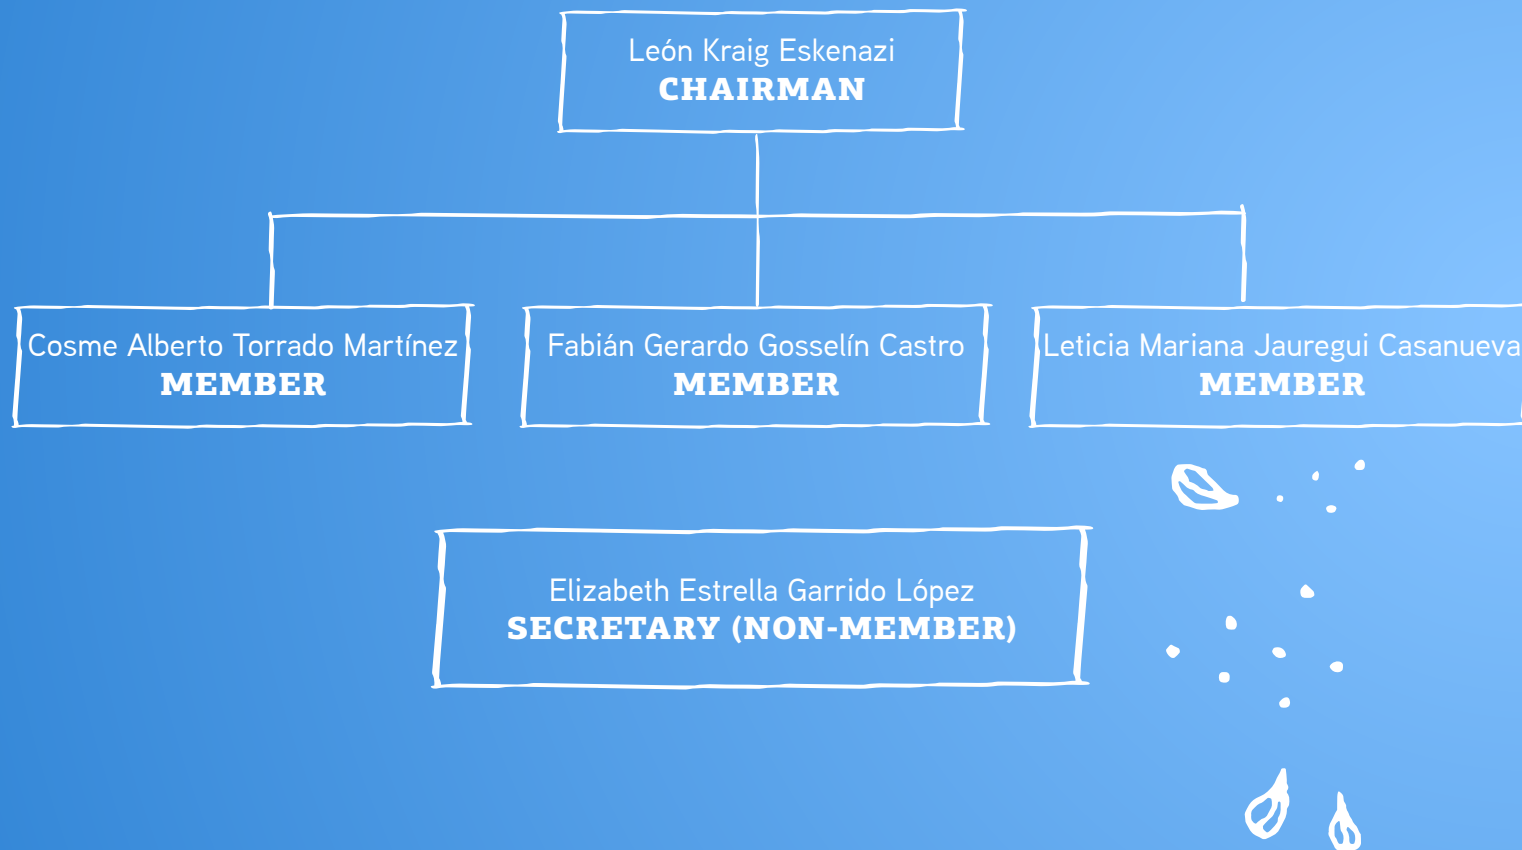 León Kraig Eskenazi
CHAIRMAN
Cosme Alberto Torrado Martínez
MEMBER
Fabián Gerardo Gosselín Castro
MEMBER
Leticia Mariana Jauregui Casanueva
MEMBER
Elizabeth Estrella Garrido López
SECRETARY (NON-MEMBER)